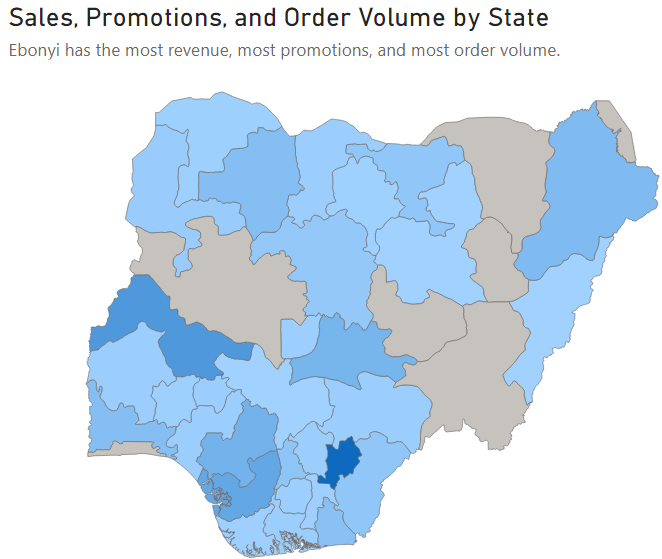 Sales, Promotions, and Order Volume by State
Ebonyi has the most revenue, most promotions, and most order volume.